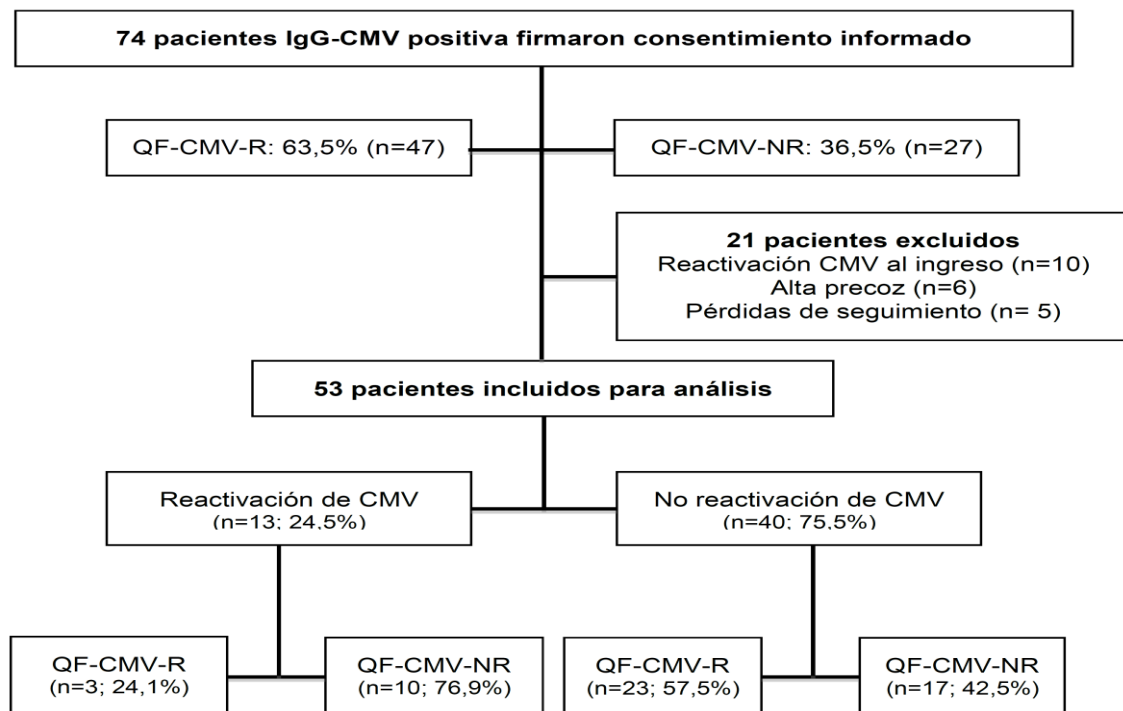 74 pacientes IgG-CMV positiva firmaron consentimiento informado
QF-CMV-R: 63,5% (n=47)
QF-CMV-NR: 36,5% (n=27)
21 pacientes excluidos
Reactivación CMV al ingreso (n=10)
Alta precoz (n=6)
Pérdidas de seguimiento (n= 5)
53 pacientes incluidos para análisis
Reactivación de CMV
(n=13; 24,5%)
No reactivación de CMV
(n=40; 75,5%)
QF-CMV-R
(n=3; 24,1%)
QF-CMV-NR
(n=10; 76,9%)
QF-CMV-R
(n=23; 57,5%)
QF-CMV-NR
(n=17; 42,5%)